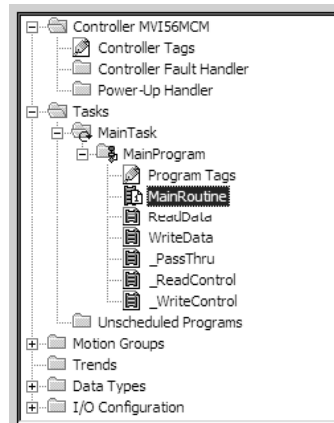 Controller MVI56MCM
Controller Tags
Controller Fault Handler
Power-Up Handler
Tasks
MainTask
MainProgram
Program Tags
MainRoutine
ReadData
WriteData
_PassThru
_ReadControl
_WriteControl
Unscheduled Programs
Motion Groups
Trends
Data Types
I/O Configuration